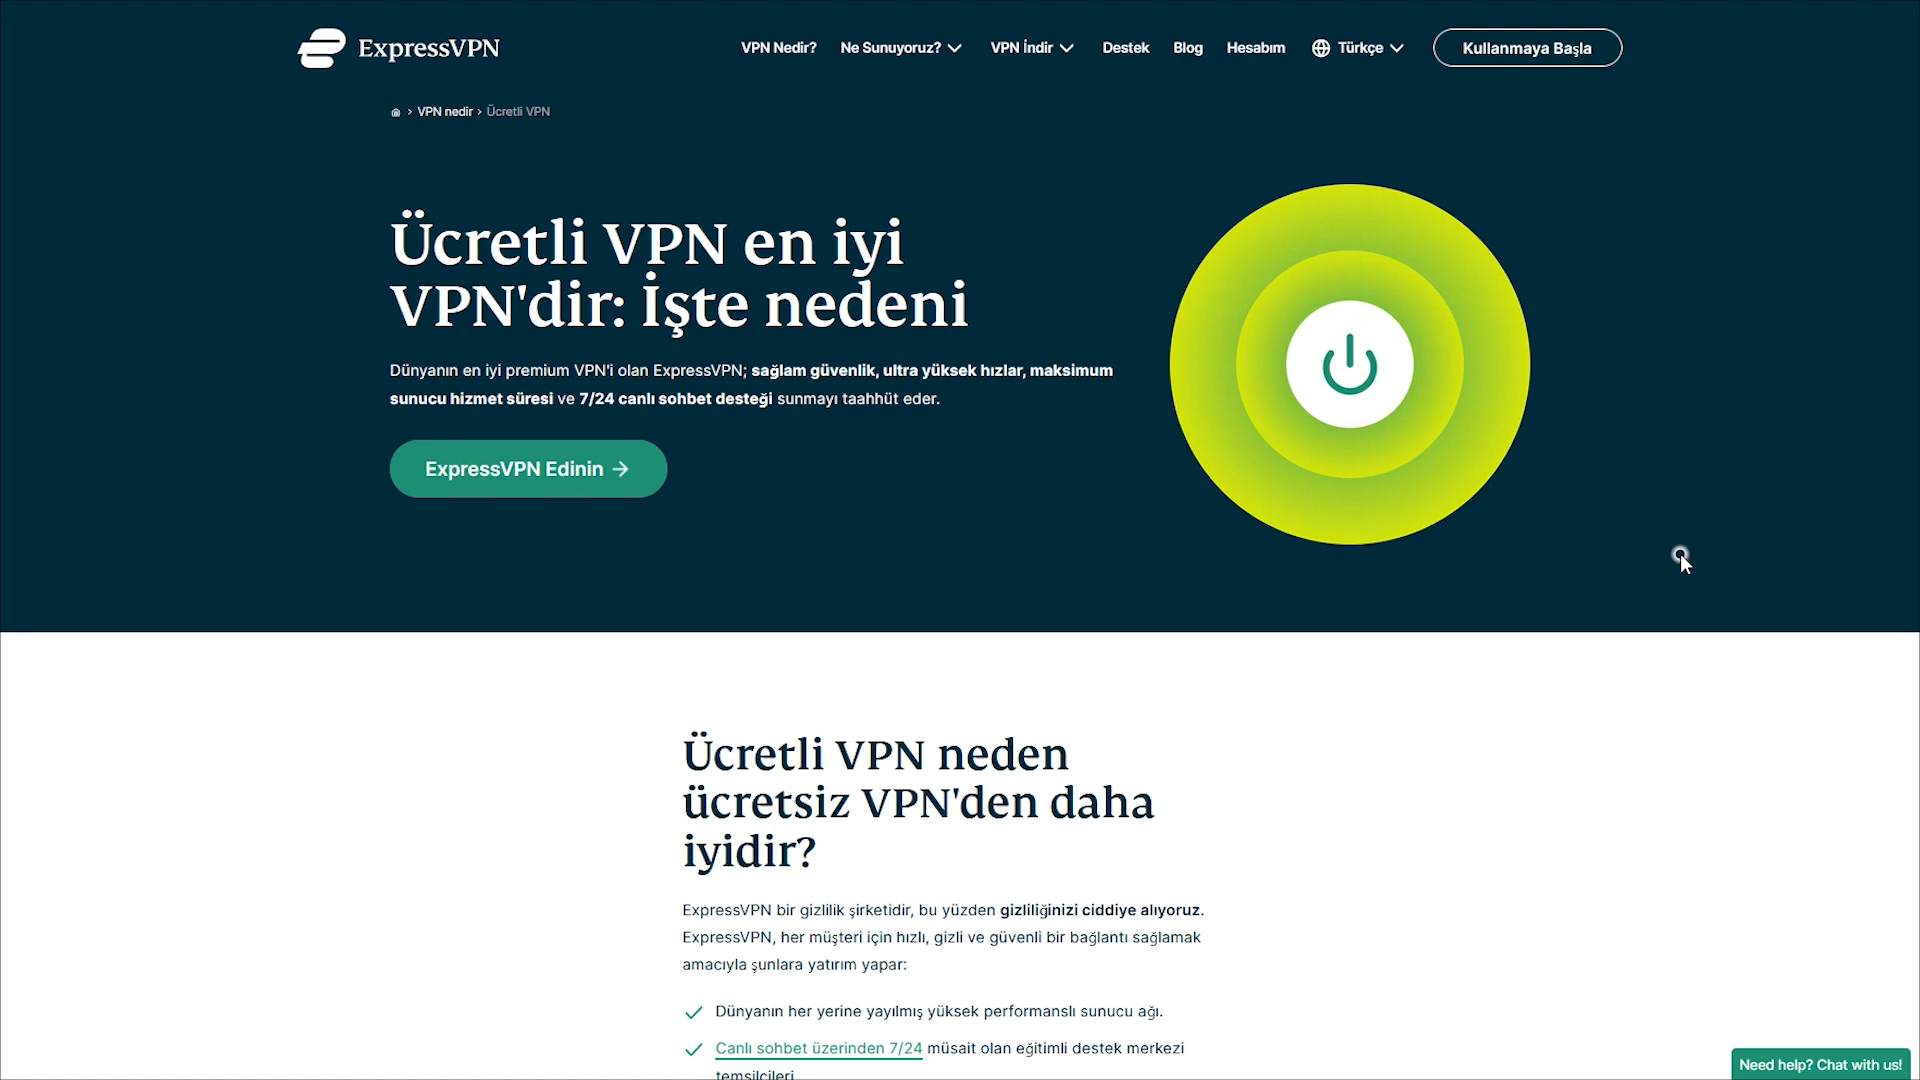 ExpressVPN
VPN Nedir? Ne Sunuyoruz? VPN İndir Destek Blog Hesabım Türkçe Kullanmaya Başla
> VPN nedir > Ücretli VPN
Ücretli VPN en iyi
VPN'dir: İşte nedeni
Dünyanın en iyi premium VPN'i olan ExpressVPN; sağlam güvenlik, ultra yüksek hızlar, maksimum
sunucu hizmet süresi ve 7/24 canlı sohbet desteği sunmayı taahhüt eder.
ExpressVPN Edinin →
Ücretli VPN neden
ücretsiz VPN'den daha
iyidir?
ExpressVPN bir gizlilik şirketidir, bu yüzden gizliliğinizi ciddiye alıyoruz.
ExpressVPN, her müşteri için hızlı, gizli ve güvenli bir bağlantı sağlamak
amacıyla şunlara yatırım yapar:
Dünyanın her yerine yayılmış yüksek performanslı sunucu ağı.
Canlı sohbet üzerinden 7/24 müsait olan eğitimli destek merkezi
temsilcileri
Need help? Chat with us!